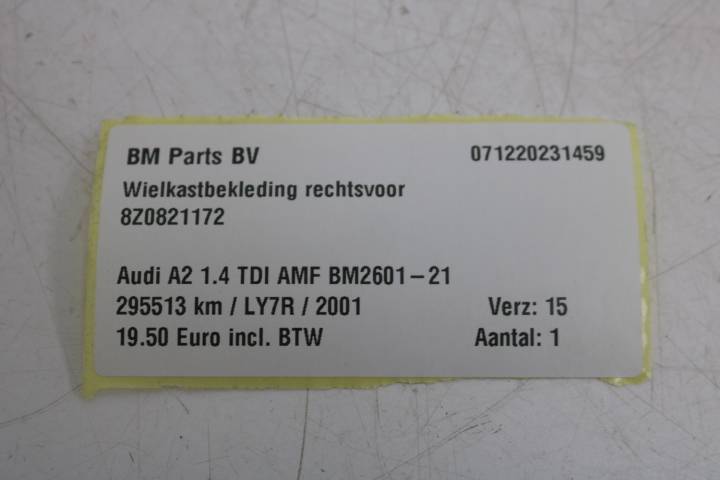 BM Parts BV 071220231459
Wielkastbekleding rechtsvoor
8Z0821172
Audi A2 1.4 TDI AMF BM2601-21
295513 km / LY7R / 2001 Verz: 15
19.50 Euro incl. BTW Aantal: 1